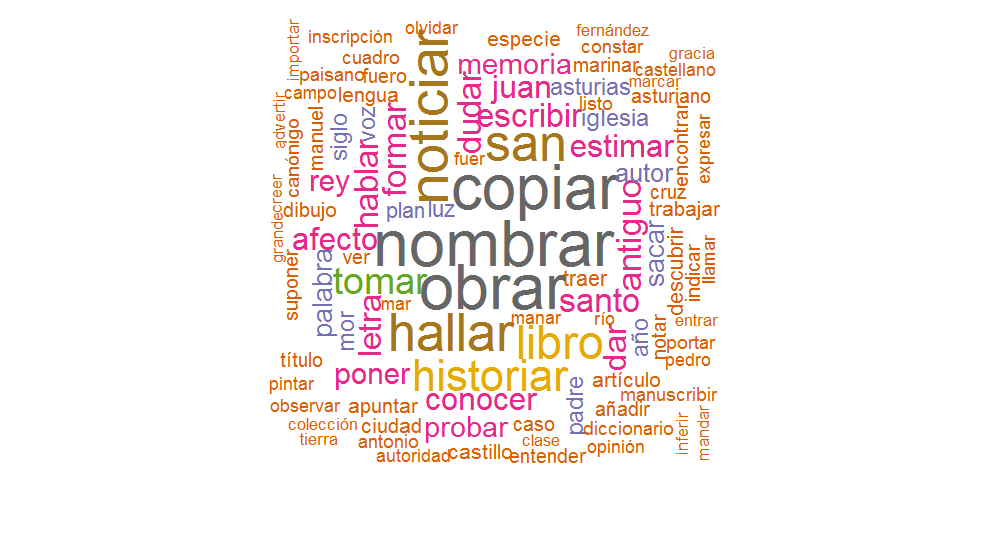 importar
inscripción
olvidar
especie
fernández
constar
gracia
cuadro
noticiar
memoria
marinar
castellano
paisano
fuero
juan
asturias
marcar
campo
lengua
dudar
listo
asturiano
advertir
canónigo
manuel
siglo
voz
formar
escribir
iglesia
encontrar
expresar
san
estimar
hablar
fuer
autor
rey
copiar
cruz
grande
creer
dibujo
plan
luz
antiguo
trabajar
afecto
nombrar
sacar
descubrir
indicar
llamar
suponer
palabra
ver
tomar
obrar
traer
santo
mor
letra
mar
hallar
manar
río
entrar
libro
dar
año
notar
portar
título
pedro
pintar
poner
historiar
artículo
manuscribir
observar
apuntar
conocer
padre
añadir
colección
ciudad
probar
caso
diccionario
tierra
antonio
clase
opinión
inferir
mandar
autoridad
castillo
entender